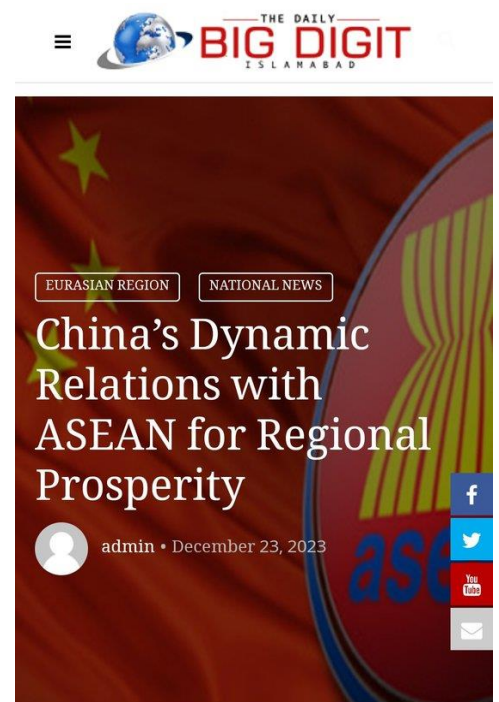 THE DAILY
BIG DIGIT
ISLAMABAD
EURASIAN REGION
NATIONAL NEWS
China’s Dynamic
Relations with
ASEAN for Regional
Prosperity
admin • December 23, 2023
ase
f
You
Tube